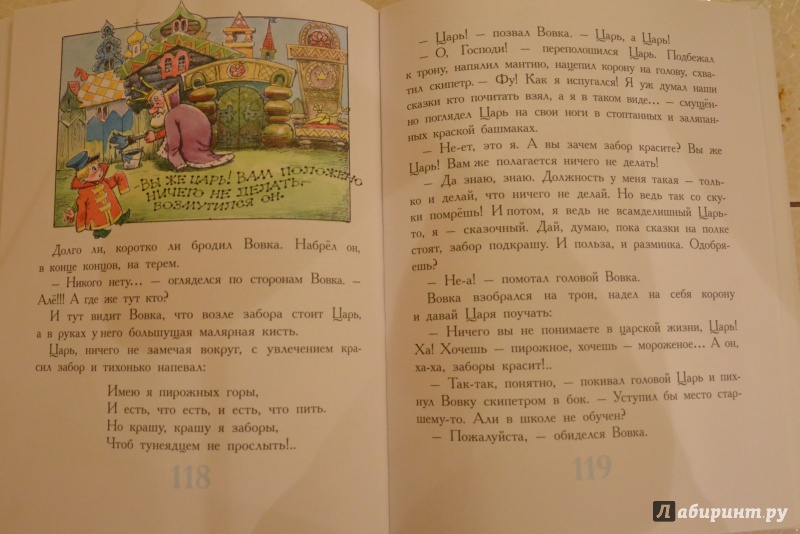 –ВЫ ЖЕ ЦАРЬ! ВАМ ПОЛОЖЕНО
НИЧЕГО НЕ ДЕЛАТЬ,–
ВОЗМУТИЛСЯ ОН.
Долго ли, коротко ли бродил Вовка. Набрёл он,
в конце концов, на терем.
– Никого нету... – огляделся по сторонам Вовка. –
Алё!!! А где же тут кто?
И тут видит Вовка, что возле забора стоит Царь,
а в руках у него большущая малярная кисть.
Царь, ничего не замечая вокруг, с увлечением кра-
сил забор и тихонько напевал:
Имею я пирожных горы,
И есть, что есть, и есть, что пить.
Но крашу, крашу я заборы,
Чтоб тунеядцем не прослыть!..
118
– Царь! – позвал Вовка. – Царь, а Царь!
– О, Господи! – переполошился Царь. Подбежал
к трону, напялил мантию, нацепил корону на голову, схва-
тил скипетр. – Фу! Как я испугался! Я уж думал наши
сказки кто почитать взял, а я в таком виде... – смущён-
но поглядел Царь на свои ноги в стоптанных и заляпан-
ных краской башмаках.
– Не-ет, это я. А вы зачем забор красите? Вы же
Царь! Вам же полагается ничего не делать!
– Да знаю, знаю. Должность у меня такая – толь-
ко и делай, что ничего не делай. Но ведь так со ску-
ки помрёшь! И потом, я ведь не всамделишный Царь-
то, я – сказочный. Дай, думаю, пока сказки на полке
стоят, забор подкрашу. И польза, и разминка. Одобря-
ешь?
– Не-а! – помотал головой Вовка.
Вовка взобрался на трон, надел на себя корону
и давай Царя поучать:
– Ничего вы не понимаете в царской жизни, Царь!
Ха! Хочешь – пирожное, хочешь – мороженое... А он,
ха-ха, заборы красит!..
– Так-так, понятно, – покивал головой Царь и пих-
нул Вовку скипетром в бок. – Уступил бы место стар-
шему-то. Али в школе не обучен?
– Пожалуйста, – обиделся Вовка.
119
Лабиринт.ру